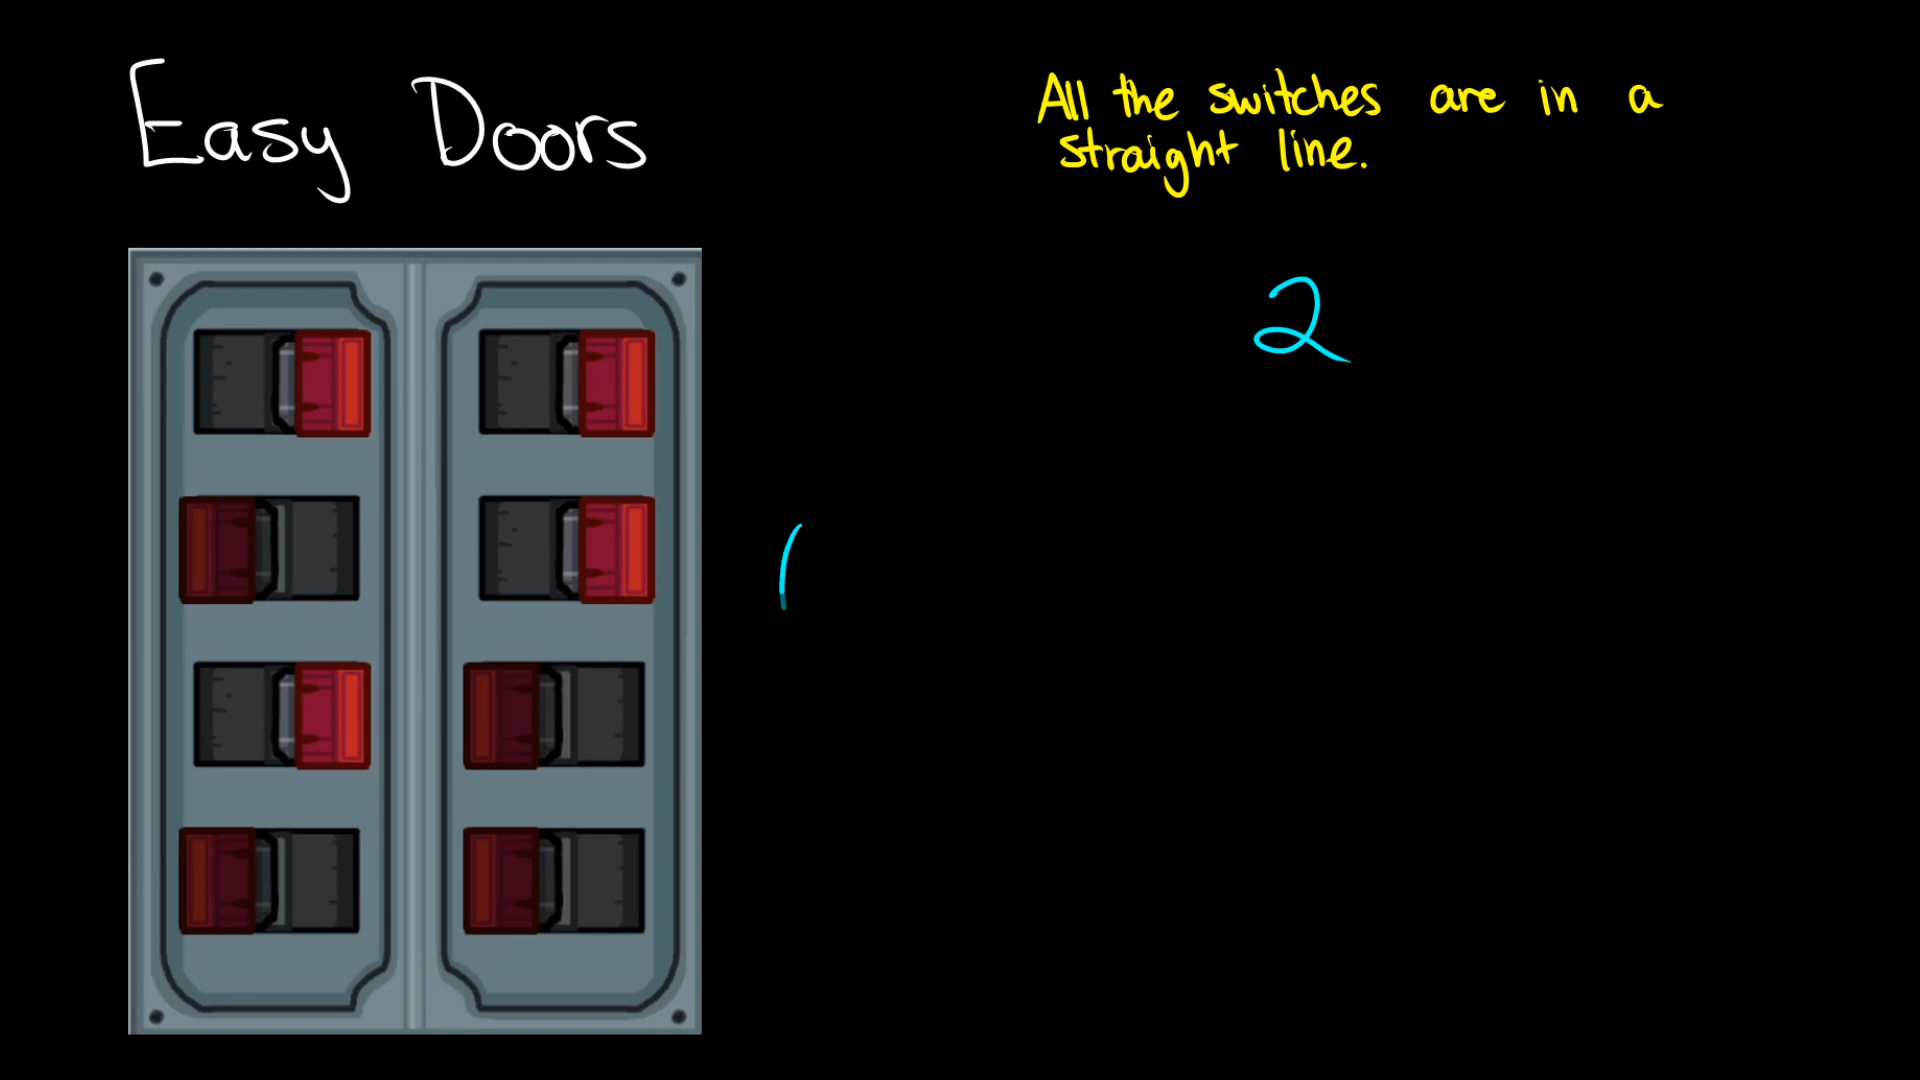 Easy Doors
All the switches are in a
straight line.
2